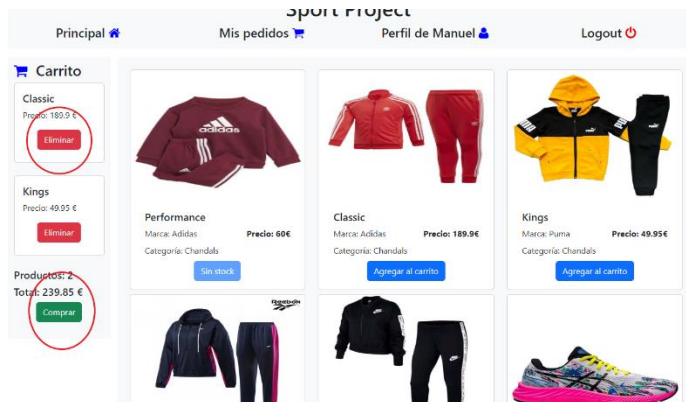 Sport Project
Principal
Mis pedidos
Perfil de Manuel
Logout
Carrito
Classic
Precio: 189.9 €
Eliminar
Kings
Precio: 49.95 €
Eliminar
Productos: 2
Total: 239.85 €
Comprar
adidas
Performance
Marca: Adidas
Precio: 60€
Categoría: Chandals
Sin stock
Classic
Marca: Adidas
Precio: 189.9€
Categoría: Chandals
Agregar al carrito
PUMA
Kings
Marca: Puma
Precio: 49.95€
Categoría: Chandals
Agregar al carrito
Reebok